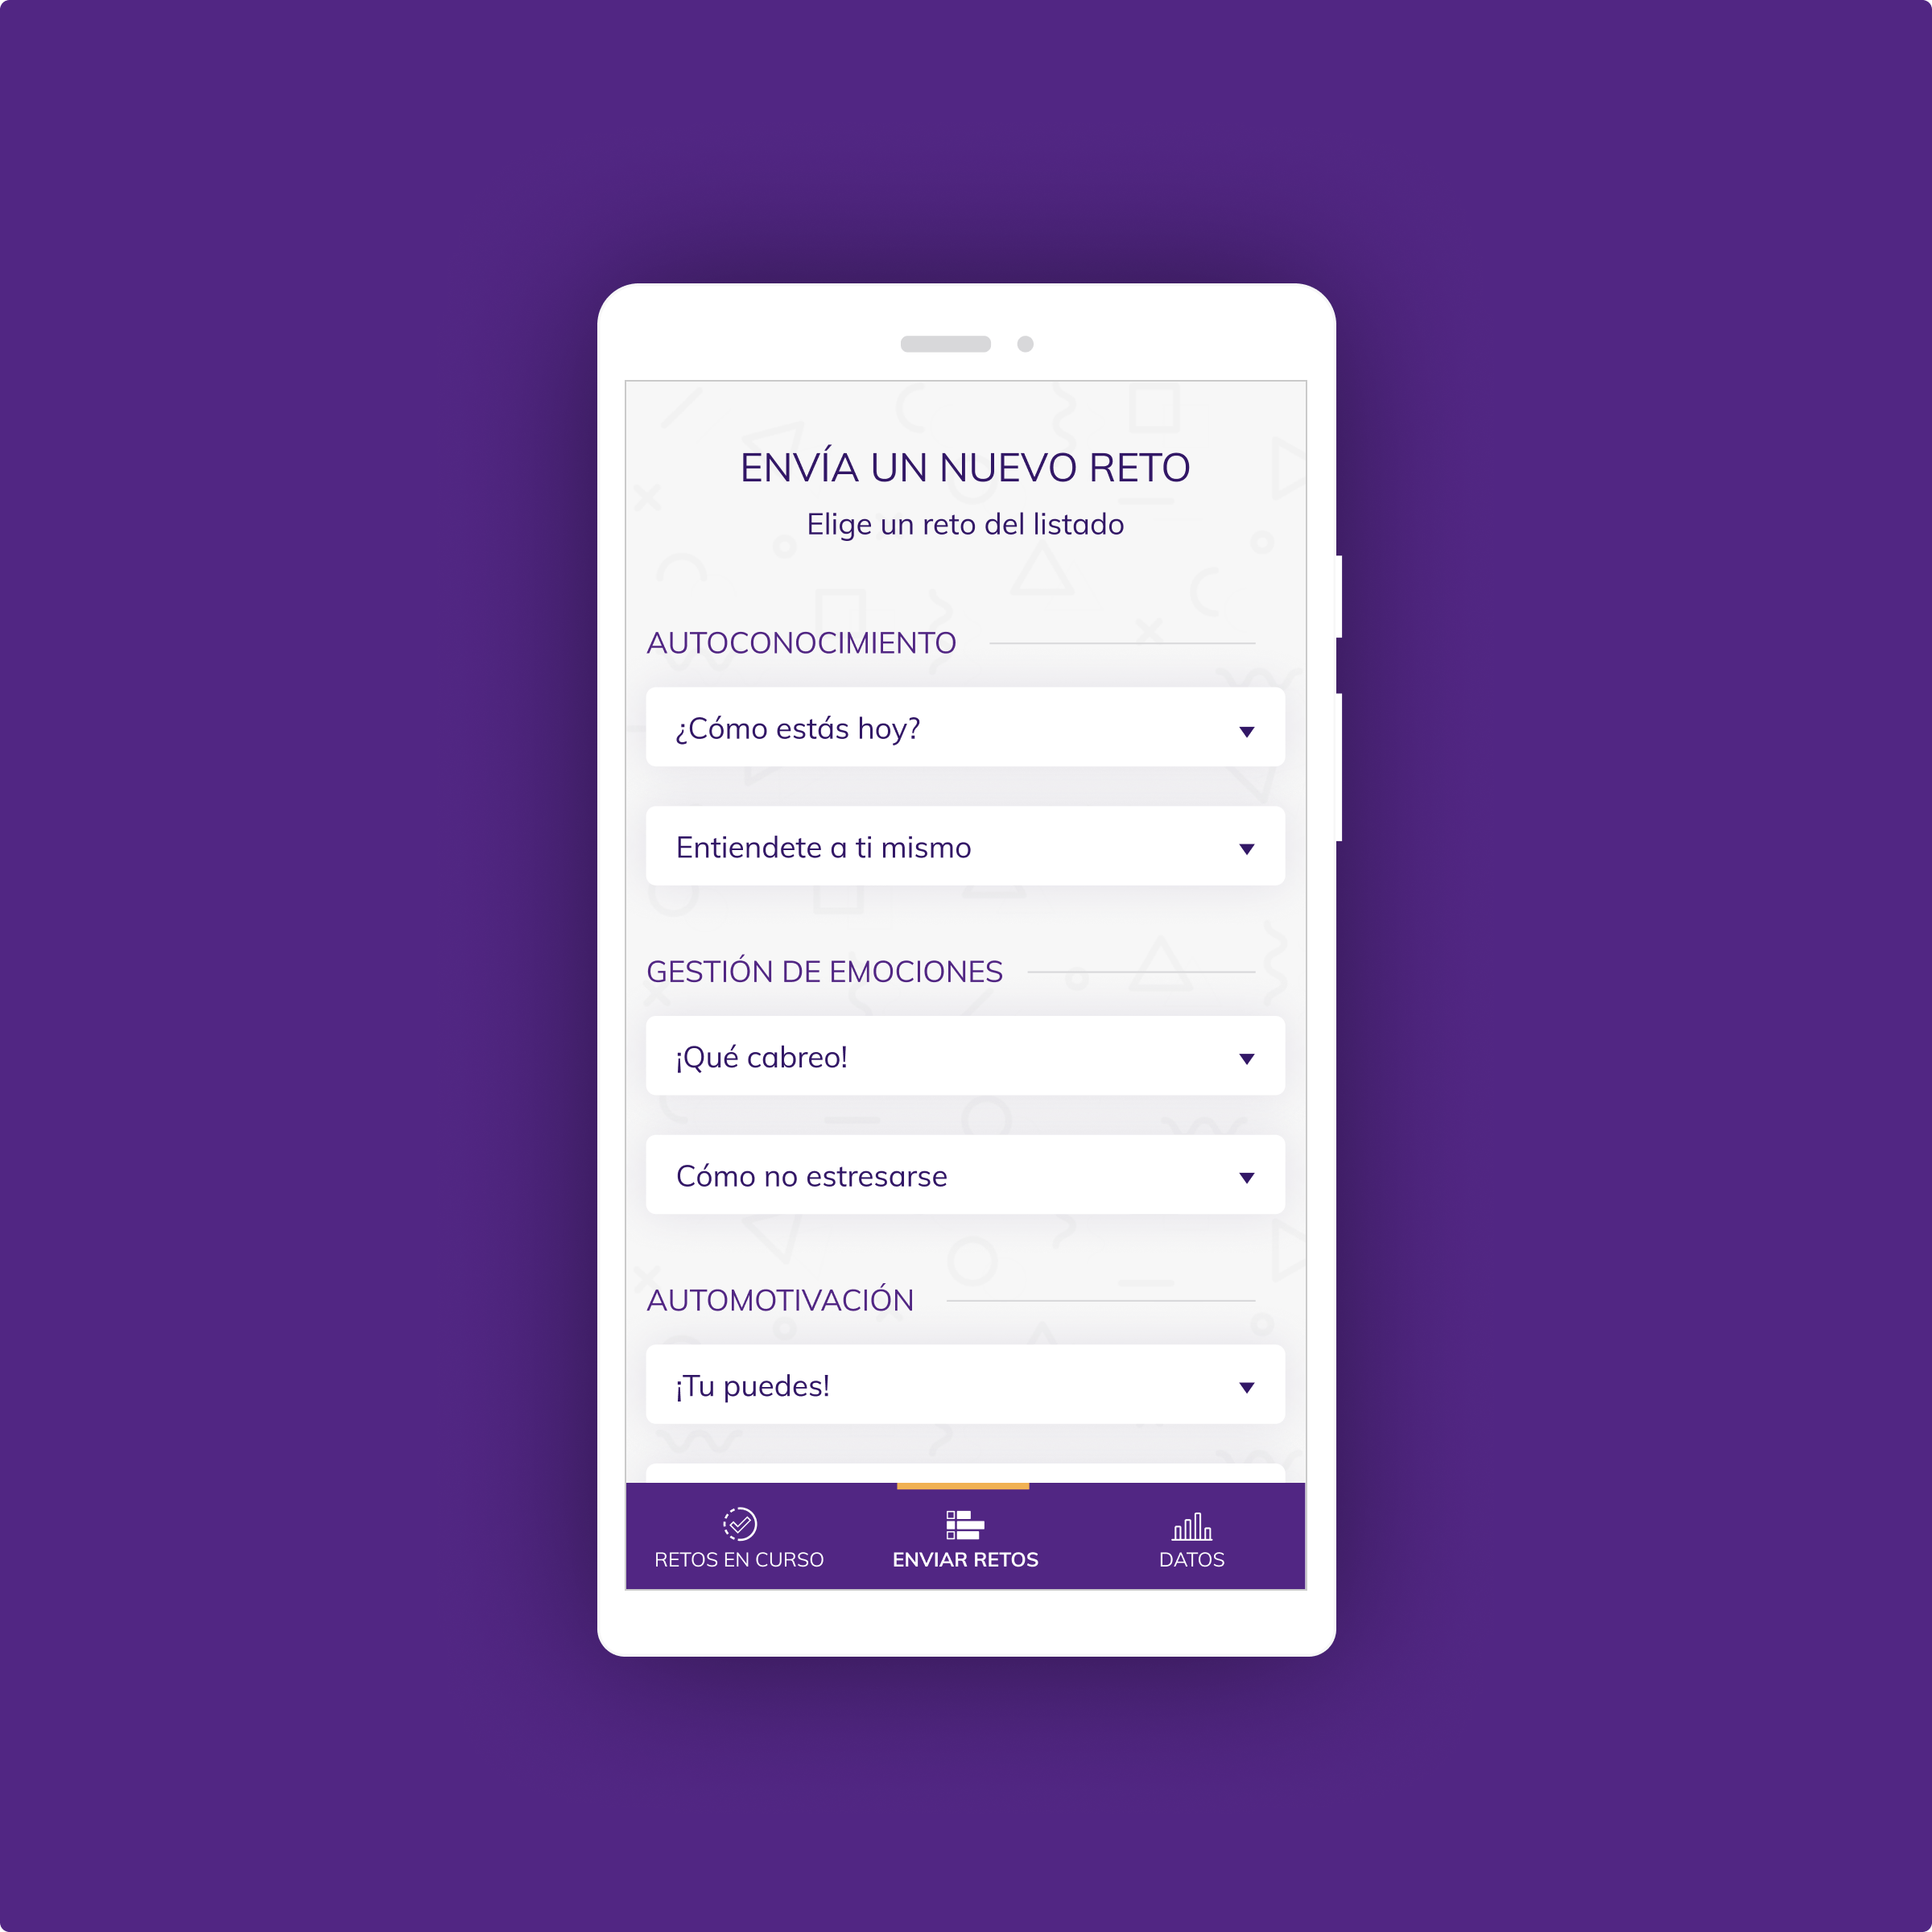 ENVÍA UN NUEVO RETO
Elige un reto del listado
AUTOCONOCIMIENTO
¿Cómo estás hoy?
Entiendete a ti mismo
GESTIÓN DE EMOCIONES
¡Qué cabreo!
Cómo no estresarse
AUTOMOTIVACIÓN
¡Tu puedes!
RETOS EN CURSO
ENVIAR RETOS
DATOS